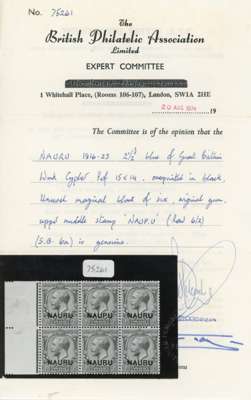 No. 75261
The
British Philatelic Association
Limited
EXPERT COMMITTEE
1 Whitehall Place, (Rooms 106-107), London, SW1A 2HE
20 AUG 1974 19
The Committee is of the opinion that the
NAURU 1916-23 2½d blue of Great Britain
Wmk Cypher Perf 15 x 14, overprinted in black,
Unused marginal block of six, original gum,
upper middle stamp "NAUP.U" (Row 6/2)
(S.G. 6a) is genuine.
75261
NAURU NAURU NAURU
NAURU NAURU NAURU